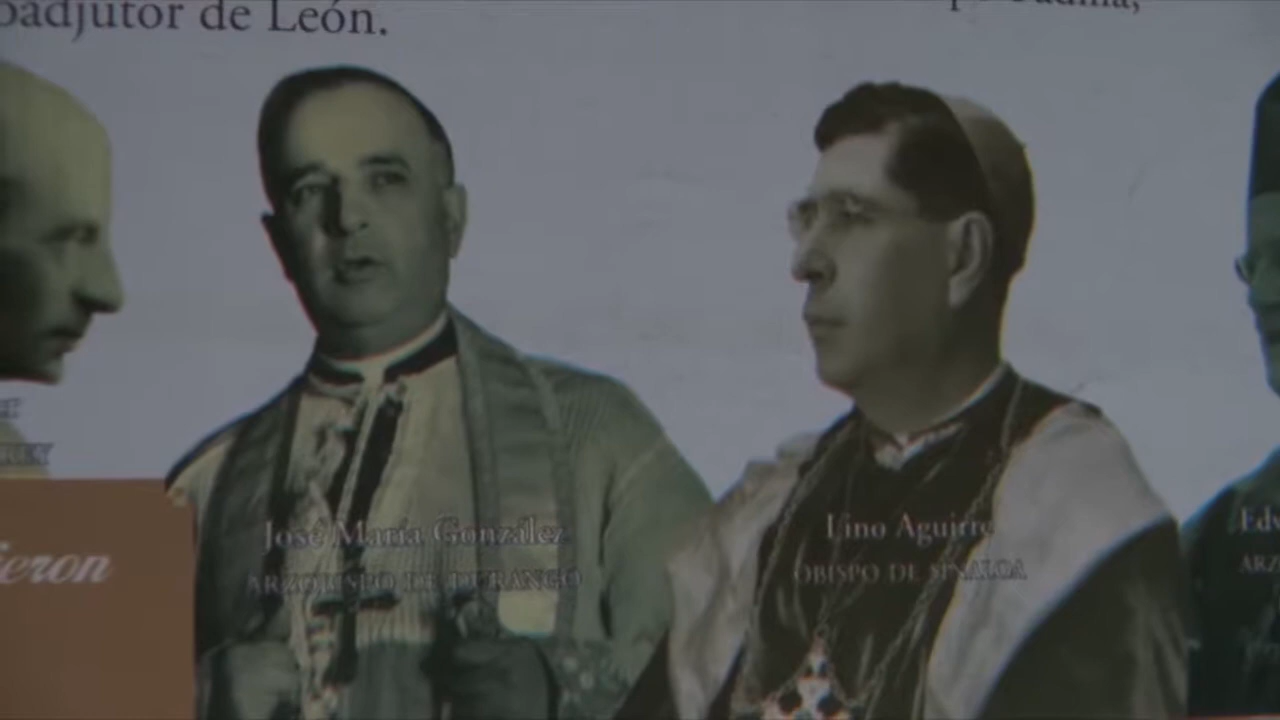 oadjutor de León.
José María González
ARZOBISPO DE DURANGO
Lino Aguirre
OBISPO DE SINALOA
ieron